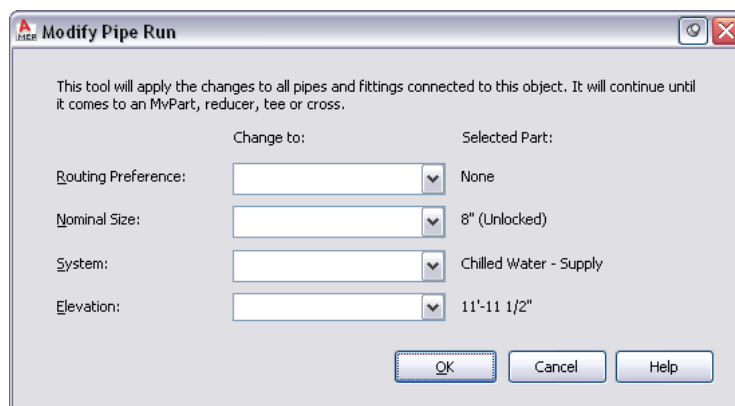 A MEP Modify Pipe Run
This tool will apply the changes to all pipes and fittings connected to this object. It will continue until
it comes to an MvPart, reducer, tee or cross.
Change to: Selected Part:
Routing Preference: None
Nominal Size: 8" (Unlocked)
System: Chilled Water - Supply
Elevation: 11'-11 1/2"
OK Cancel Help